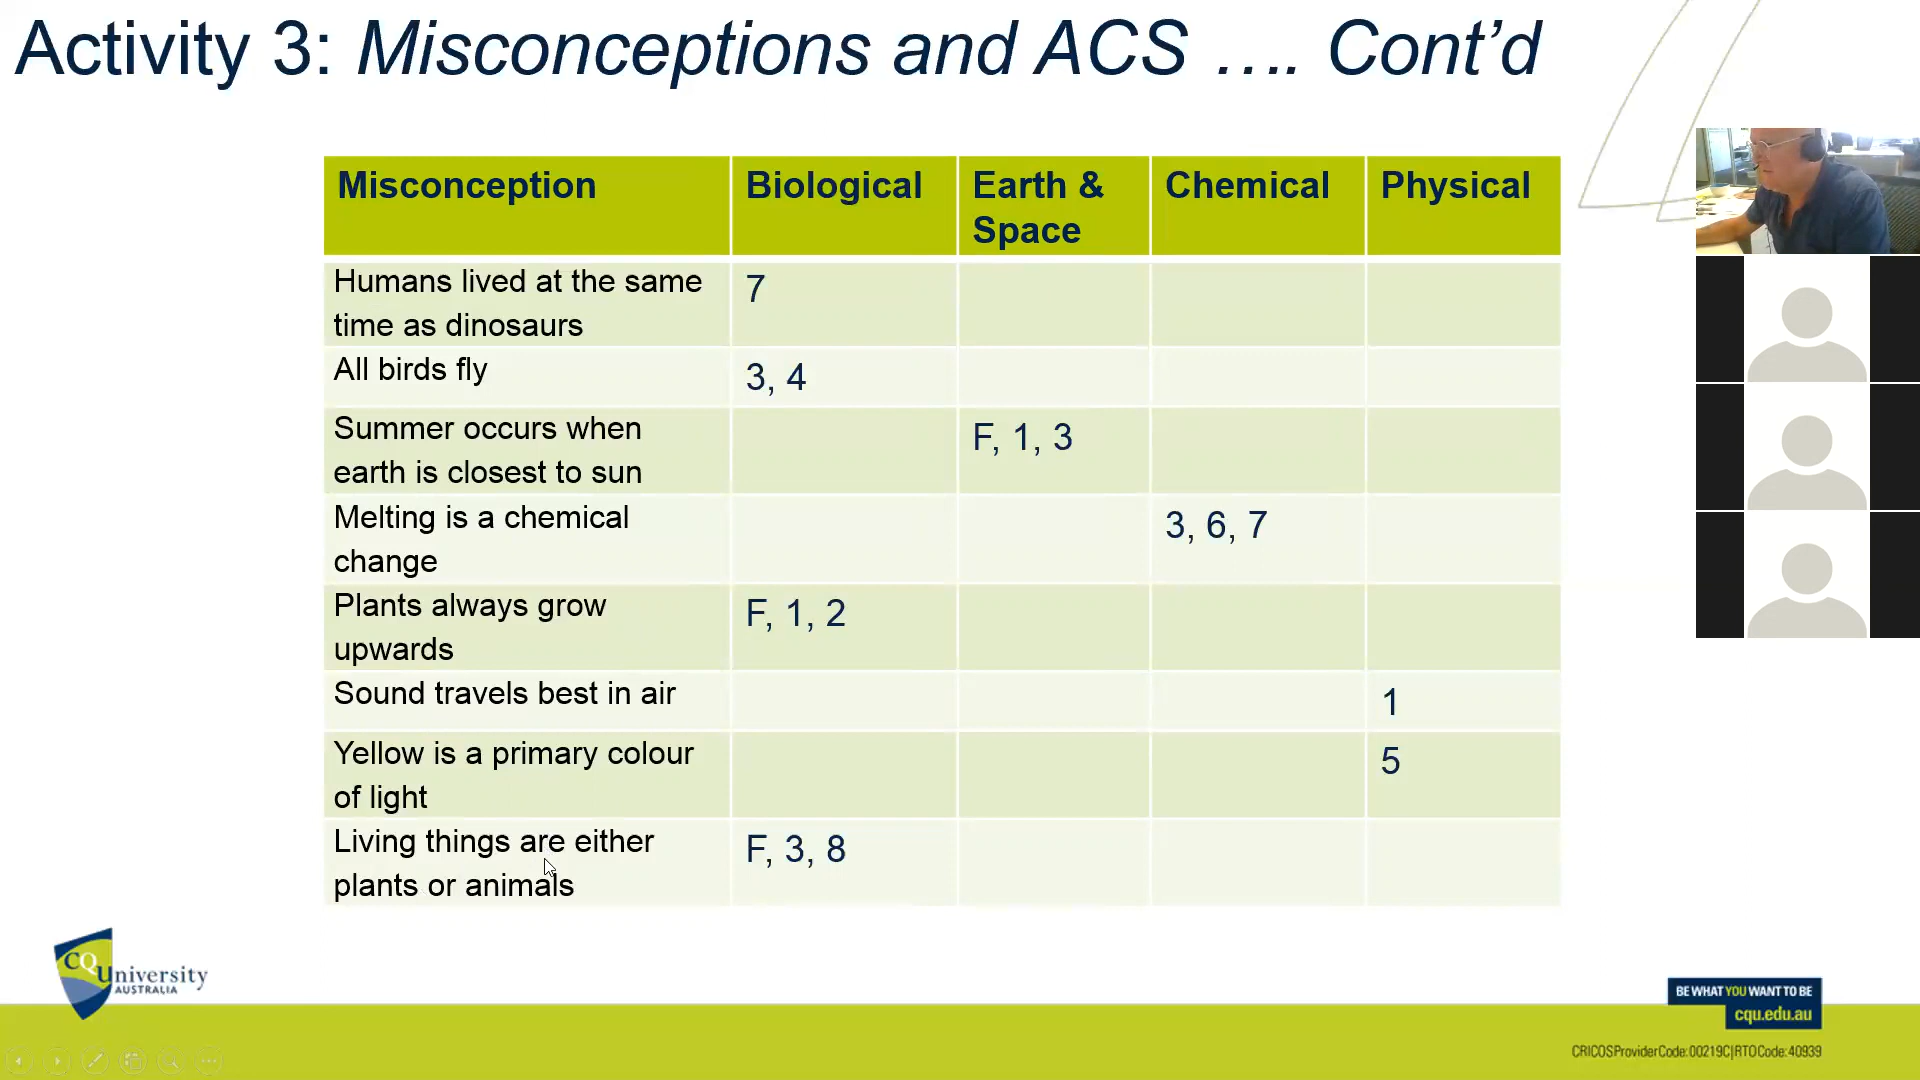 Activity 3: Misconceptions and ACS .... Cont’d
Misconception Biological Earth & Space Chemical Physical
Humans lived at the same time as dinosaurs 7
All birds fly 3, 4
Summer occurs when earth is closest to sun F, 1, 3
Melting is a chemical change 3, 6, 7
Plants always grow upwards F, 1, 2
Sound travels best in air 1
Yellow is a primary colour of light 5
Living things are either plants or animals F, 3, 8
CQUniversity
AUSTRALIA
BE WHAT YOU WANT TO BE
cqu.edu.au
CRICOS Provider Code: 00219C | RTO Code: 40939